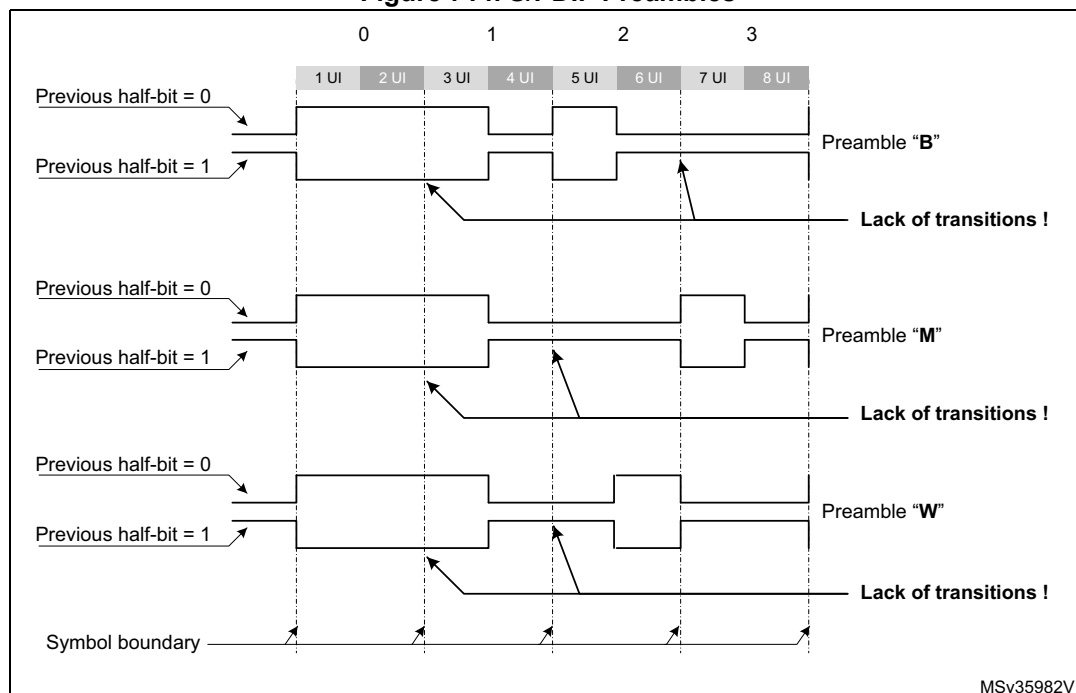 0 1 2 3
1 UI 2 UI 3 UI 4 UI 5 UI 6 UI 7 UI 8 UI
Previous half-bit = 0
Preamble “B”
Previous half-bit = 1
Lack of transitions !
Previous half-bit = 0
Preamble “M”
Previous half-bit = 1
Lack of transitions !
Previous half-bit = 0
Preamble “W”
Previous half-bit = 1
Lack of transitions !
Symbol boundary
MSv35982V